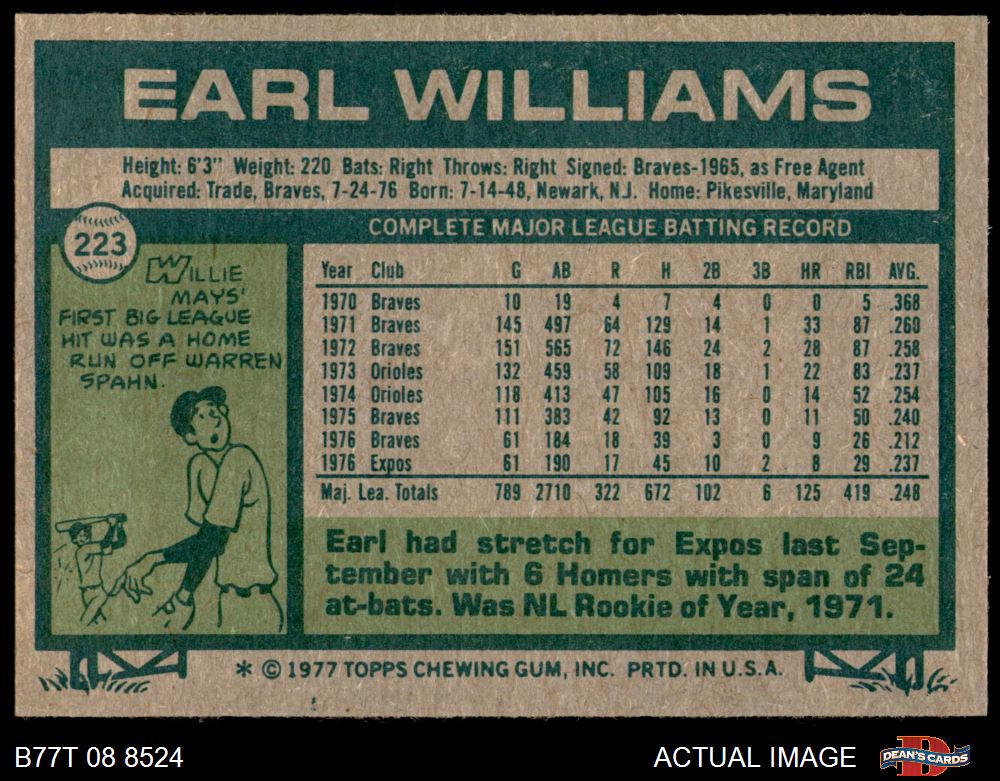 EARL WILLIAMS
Height: 6'3" Weight: 220 Bats: Right Throws: Right Signed: Braves-1965, as Free Agent
Acquired: Trade, Braves, 7-24-76 Born: 7-14-48, Newark, N.J. Home: Pikesville, Maryland
223
WILLIE
MAYS'
FIRST BIG LEAGUE
HIT WAS A HOME
RUN OFF WARREN
SPAHN.
COMPLETE MAJOR LEAGUE BATTING RECORD
Year Club G AB R H 2B 3B HR RBI AVG.
1970 Braves 10 19 4 7 4 0 0 5 .368
1971 Braves 145 497 64 129 14 1 33 87 .260
1972 Braves 151 565 72 146 24 2 28 87 .258
1973 Orioles 132 459 58 109 18 1 22 83 .237
1974 Orioles 118 413 47 105 16 0 14 52 .254
1975 Braves 111 383 42 92 13 0 11 50 .240
1976 Braves 61 184 18 39 3 0 9 26 .212
1976 Expos 61 190 17 45 10 2 8 29 .237
Maj. Lea. Totals 789 2710 322 672 102 6 125 419 .248
Earl had stretch for Expos last Sep-
tember with 6 Homers with span of 24
at-bats. Was NL Rookie of Year, 1971.
* © 1977 TOPPS CHEWING GUM, INC. PRTD. IN U.S.A.
B77T 08 8524
ACTUAL IMAGE
DEAN'S CARDS